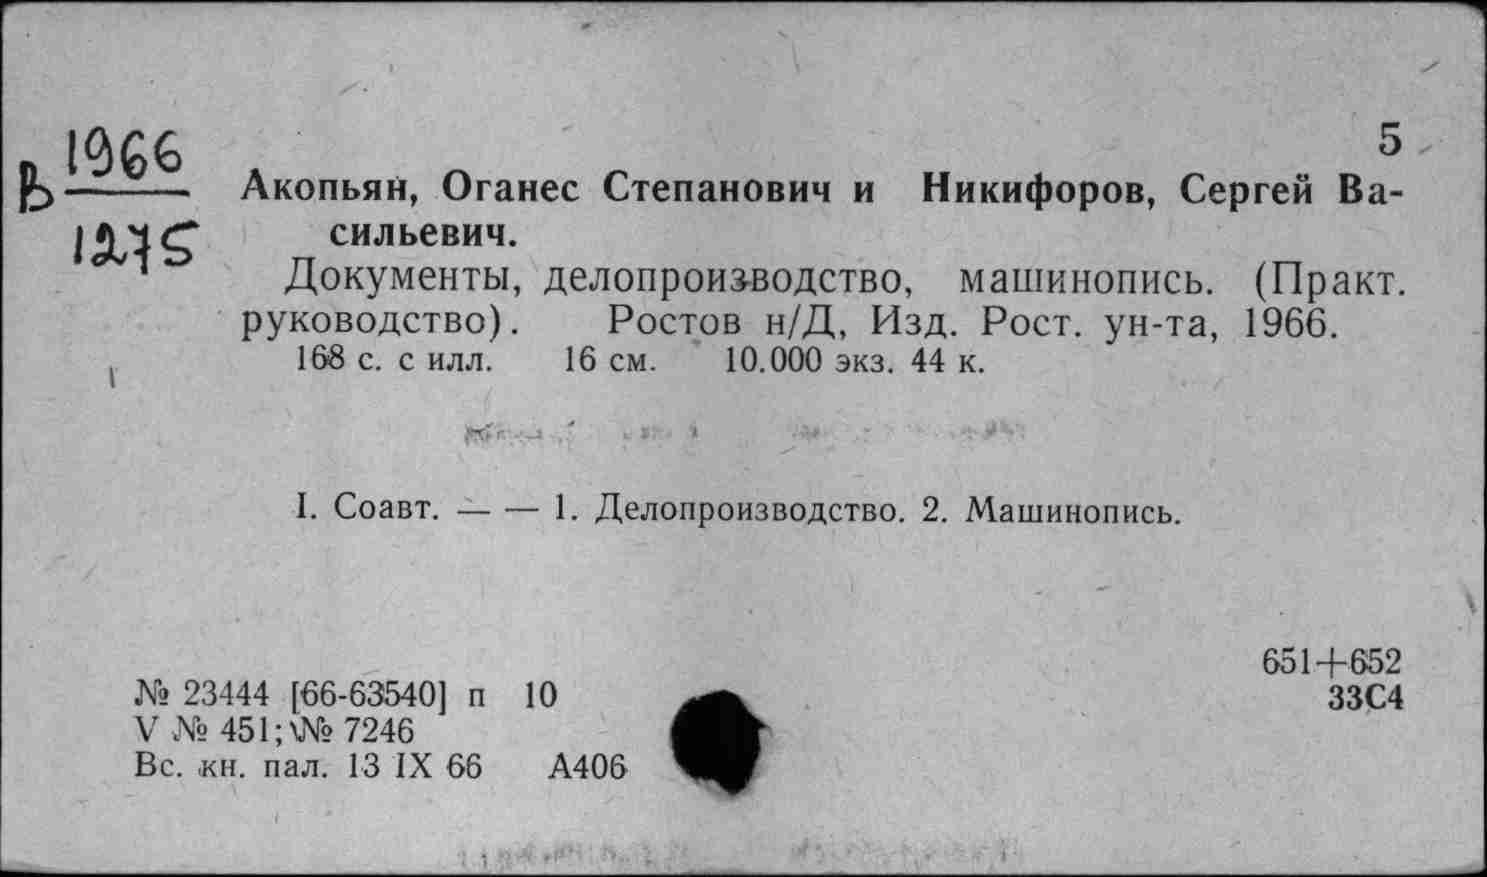 5
Б 1966
1275
Акопьян, Оганес Степанович и Никифоров, Сергей Ва-
сильевич.
Документы, делопроизводство, машинопись. (Практ.
руководство). Ростов н/Д, Изд. Рост. ун-та, 1966.
168 с. с илл. 16 см. 10.000 экз. 44 к.
I. Соавт. — — 1. Делопроизводство. 2. Машинопись.
651+652
№ 23444 [66-63540] п 10
33С4
V № 451; № 7246
Вс. кн. пал. 13 IX 66 А406